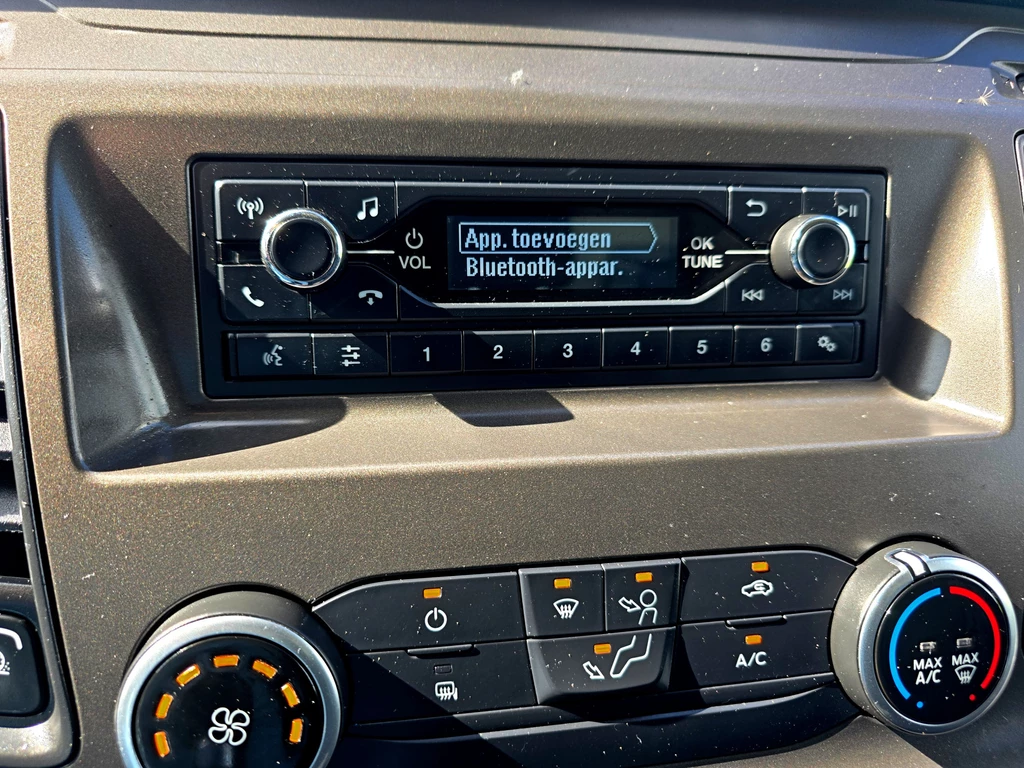 App. toevoegen
Bluetooth-appar.
VOL
OK
TUNE
1 2 3 4 5 6
A/C
MAX
A/C
MAX